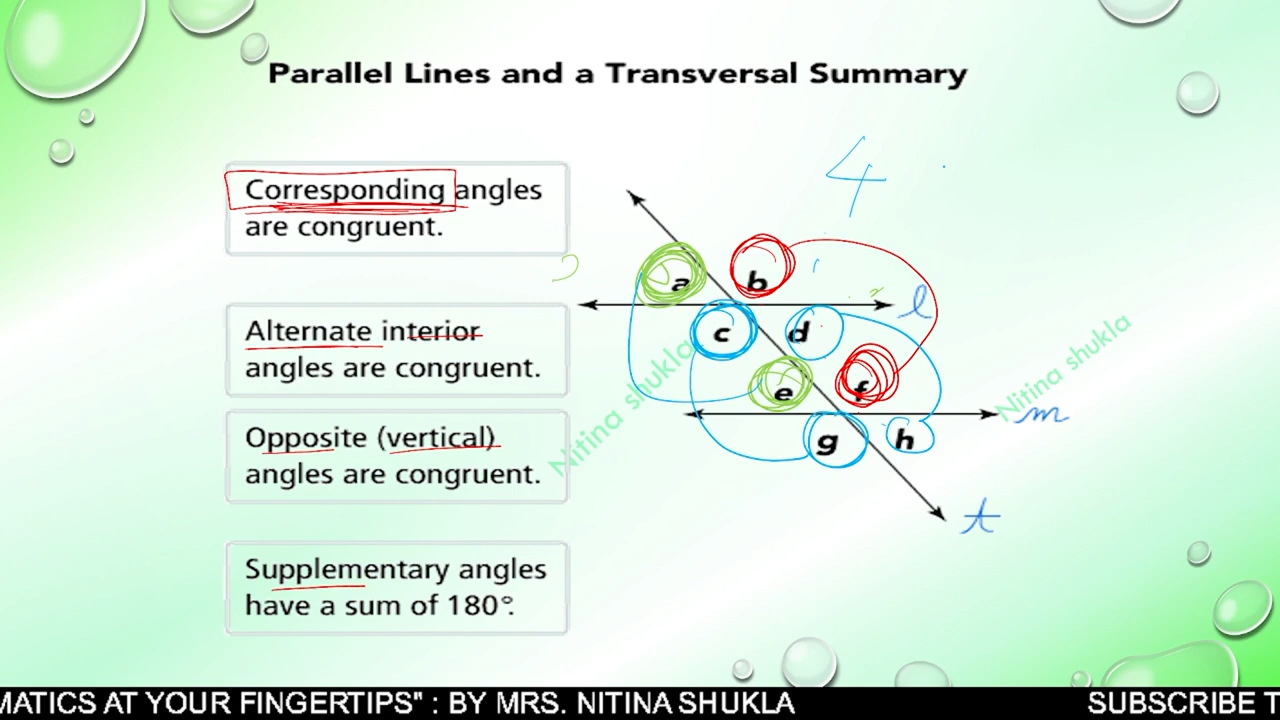 Parallel Lines and a Transversal Summary
4
Corresponding angles
are congruent.
a
b
l
Alternate interior
angles are congruent.
c
d
Nitina shukla
Nitina shukla
e
f
m
Opposite (vertical)
angles are congruent.
g
h
t
Supplementary angles
have a sum of 180°.
MATICS AT YOUR FINGERTIPS" : BY MRS. NITINA SHUKLA
SUBSCRIBE T